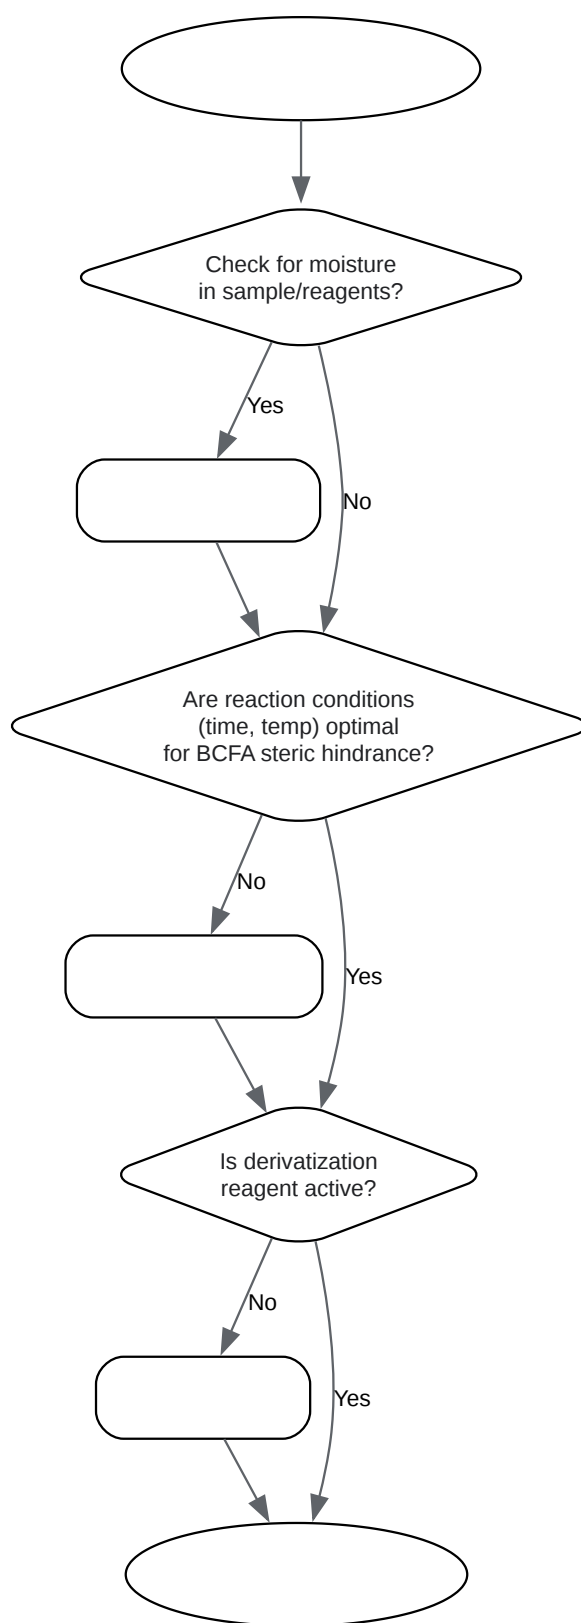 Check for moisture
in sample/reagents?
Yes
No
Are reaction conditions
(time, temp) optimal
for BCFA steric hindrance?
No
Yes
Is derivatization
reagent active?
No
Yes